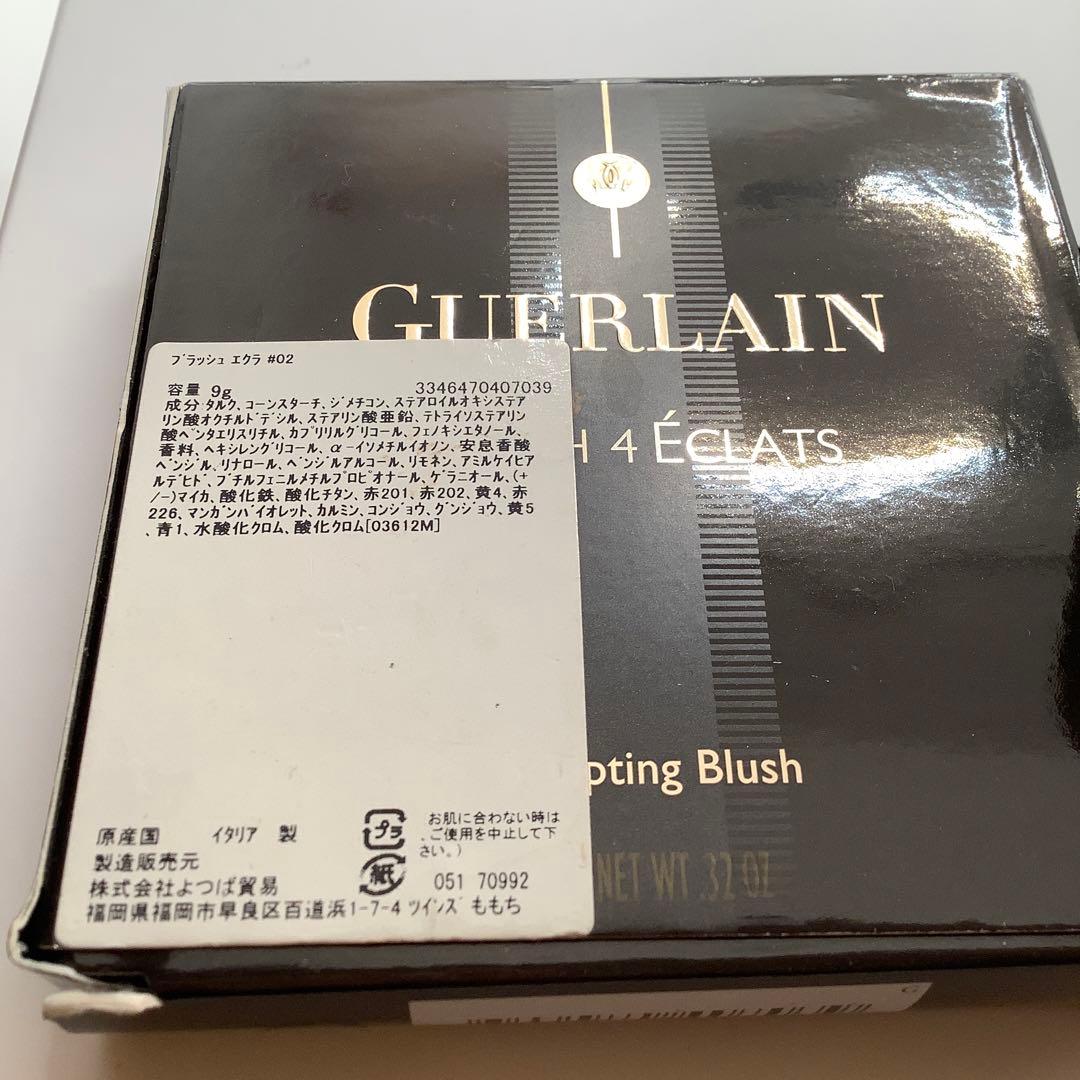 GUERLAIN
H 4 ÉCLATS
pting Blush
NET WT .32 OZ
ブラッシュ エクラ #02
容量 9g 3346470407039
成分 タルク、コーンスターチ、ジメチコン、ステアロイルオキシステア
リン酸オクチルドデシル、ステアリン酸亜鉛、テトライソステアリン
酸ペンタエリスリチル、カプリリルグリコール、フェノキシエタノール、
香料、ヘキシレングリコール、α-イソメチルイオノン、安息香酸
ベンジル、リナロール、ベンジルアルコール、リモネン、アミルケイヒア
ルデヒド、ブチルフェニルメチルプロピオナール、ゲラニオール、(+
/-)マイカ、酸化鉄、酸化チタン、赤201、赤202、黄4、赤
226、マンガンバイオレット、カルミン、コンジョウ、グンジョウ、黄5
、青1、水酸化クロム、酸化クロム[03612M]
プラ
紙
お肌に合わない時は
、ご使用を中止して下
さい。)
051 70992
原産国 イタリア 製
製造販売元
株式会社よつば貿易
福岡県福岡市早良区百道浜1-7-4 ツインズももち
G